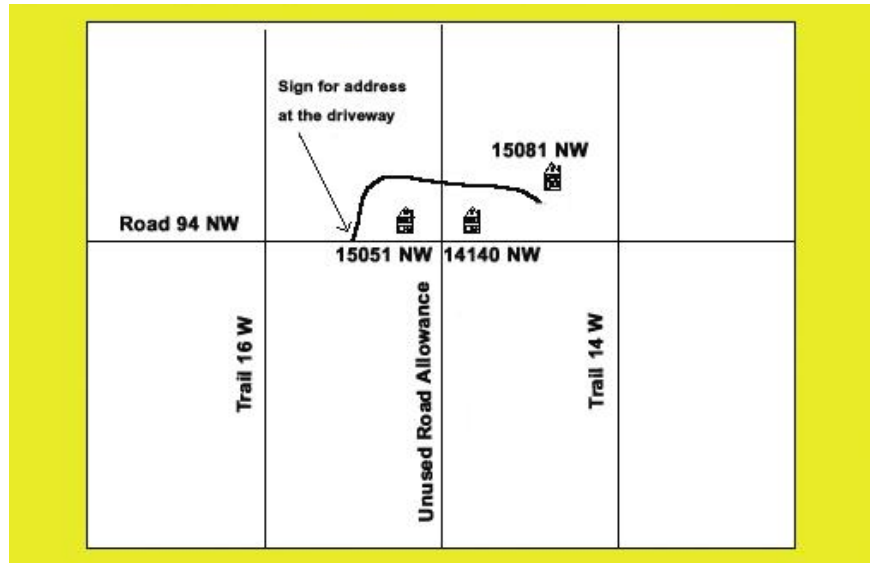 Sign for address
at the driveway
15081 NW
Road 94 NW
15051 NW
14140 NW
Trail 16 W
Unused Road Allowance
Trail 14 W